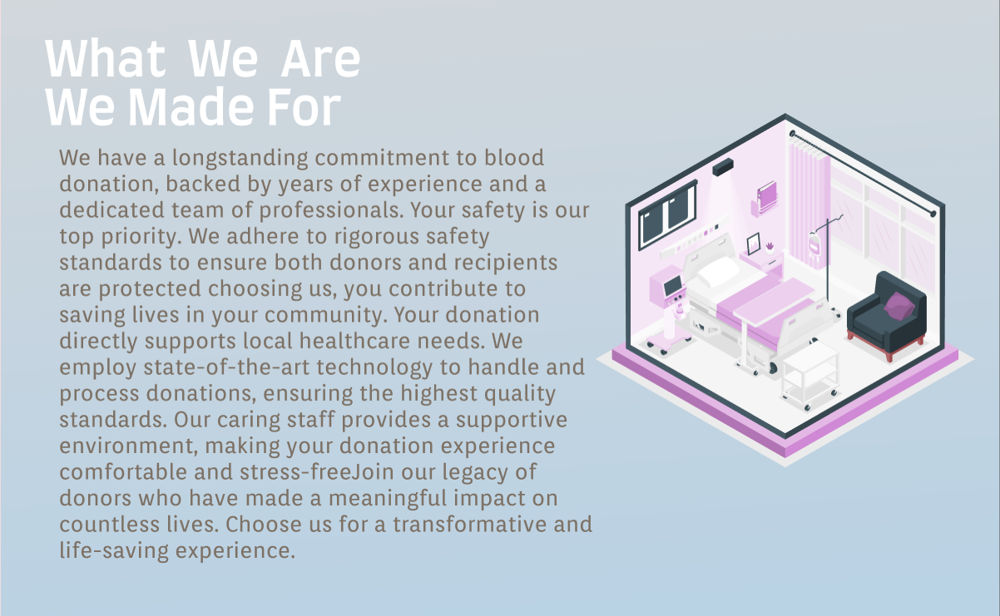 What We Are
We Made For
We have a longstanding commitment to blood
donation, backed by years of experience and a
dedicated team of professionals. Your safety is our
top priority. We adhere to rigorous safety
standards to ensure both donors and recipients
are protected choosing us, you contribute to
saving lives in your community. Your donation
directly supports local healthcare needs. We
employ state-of-the-art technology to handle and
process donations, ensuring the highest quality
standards. Our caring staff provides a supportive
environment, making your donation experience
comfortable and stress-freeJoin our legacy of
donors who have made a meaningful impact on
countless lives. Choose us for a transformative and
life-saving experience.